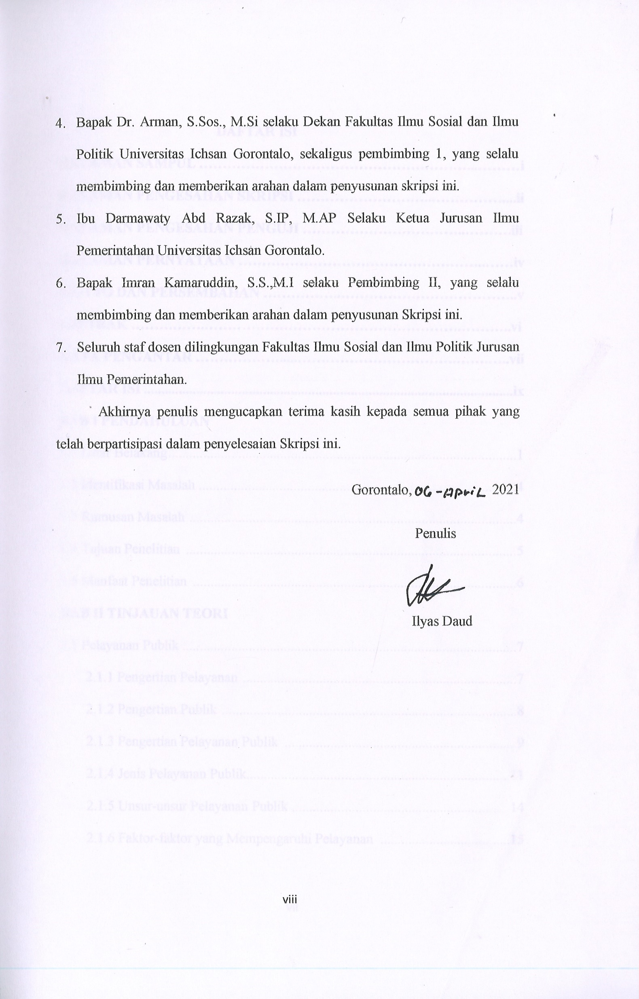 4. Bapak Dr. Arman, S.Sos., M.Si selaku Dekan Fakultas Ilmu Sosial dan Ilmu
Politik Universitas Ichsan Gorontalo, sekaligus pembimbing 1, yang selalu
membimbing dan memberikan arahan dalam penyusunan skripsi ini.
5. Ibu Darmawaty Abd Razak, S.IP, M.AP Selaku Ketua Jurusan Ilmu
Pemerintahan Universitas Ichsan Gorontalo.
6. Bapak Imran Kamaruddin, S.S.,M.I selaku Pembimbing II, yang selalu
membimbing dan memberikan arahan dalam penyusunan Skripsi ini.
7. Seluruh staf dosen dilingkungan Fakultas Ilmu Sosial dan Ilmu Politik Jurusan
Ilmu Pemerintahan.
Akhirnya penulis mengucapkan terima kasih kepada semua pihak yang
telah berpartisipasi dalam penyelesaian Skripsi ini.
Gorontalo, 06 - April 2021
Penulis
Ilyas Daud
viii